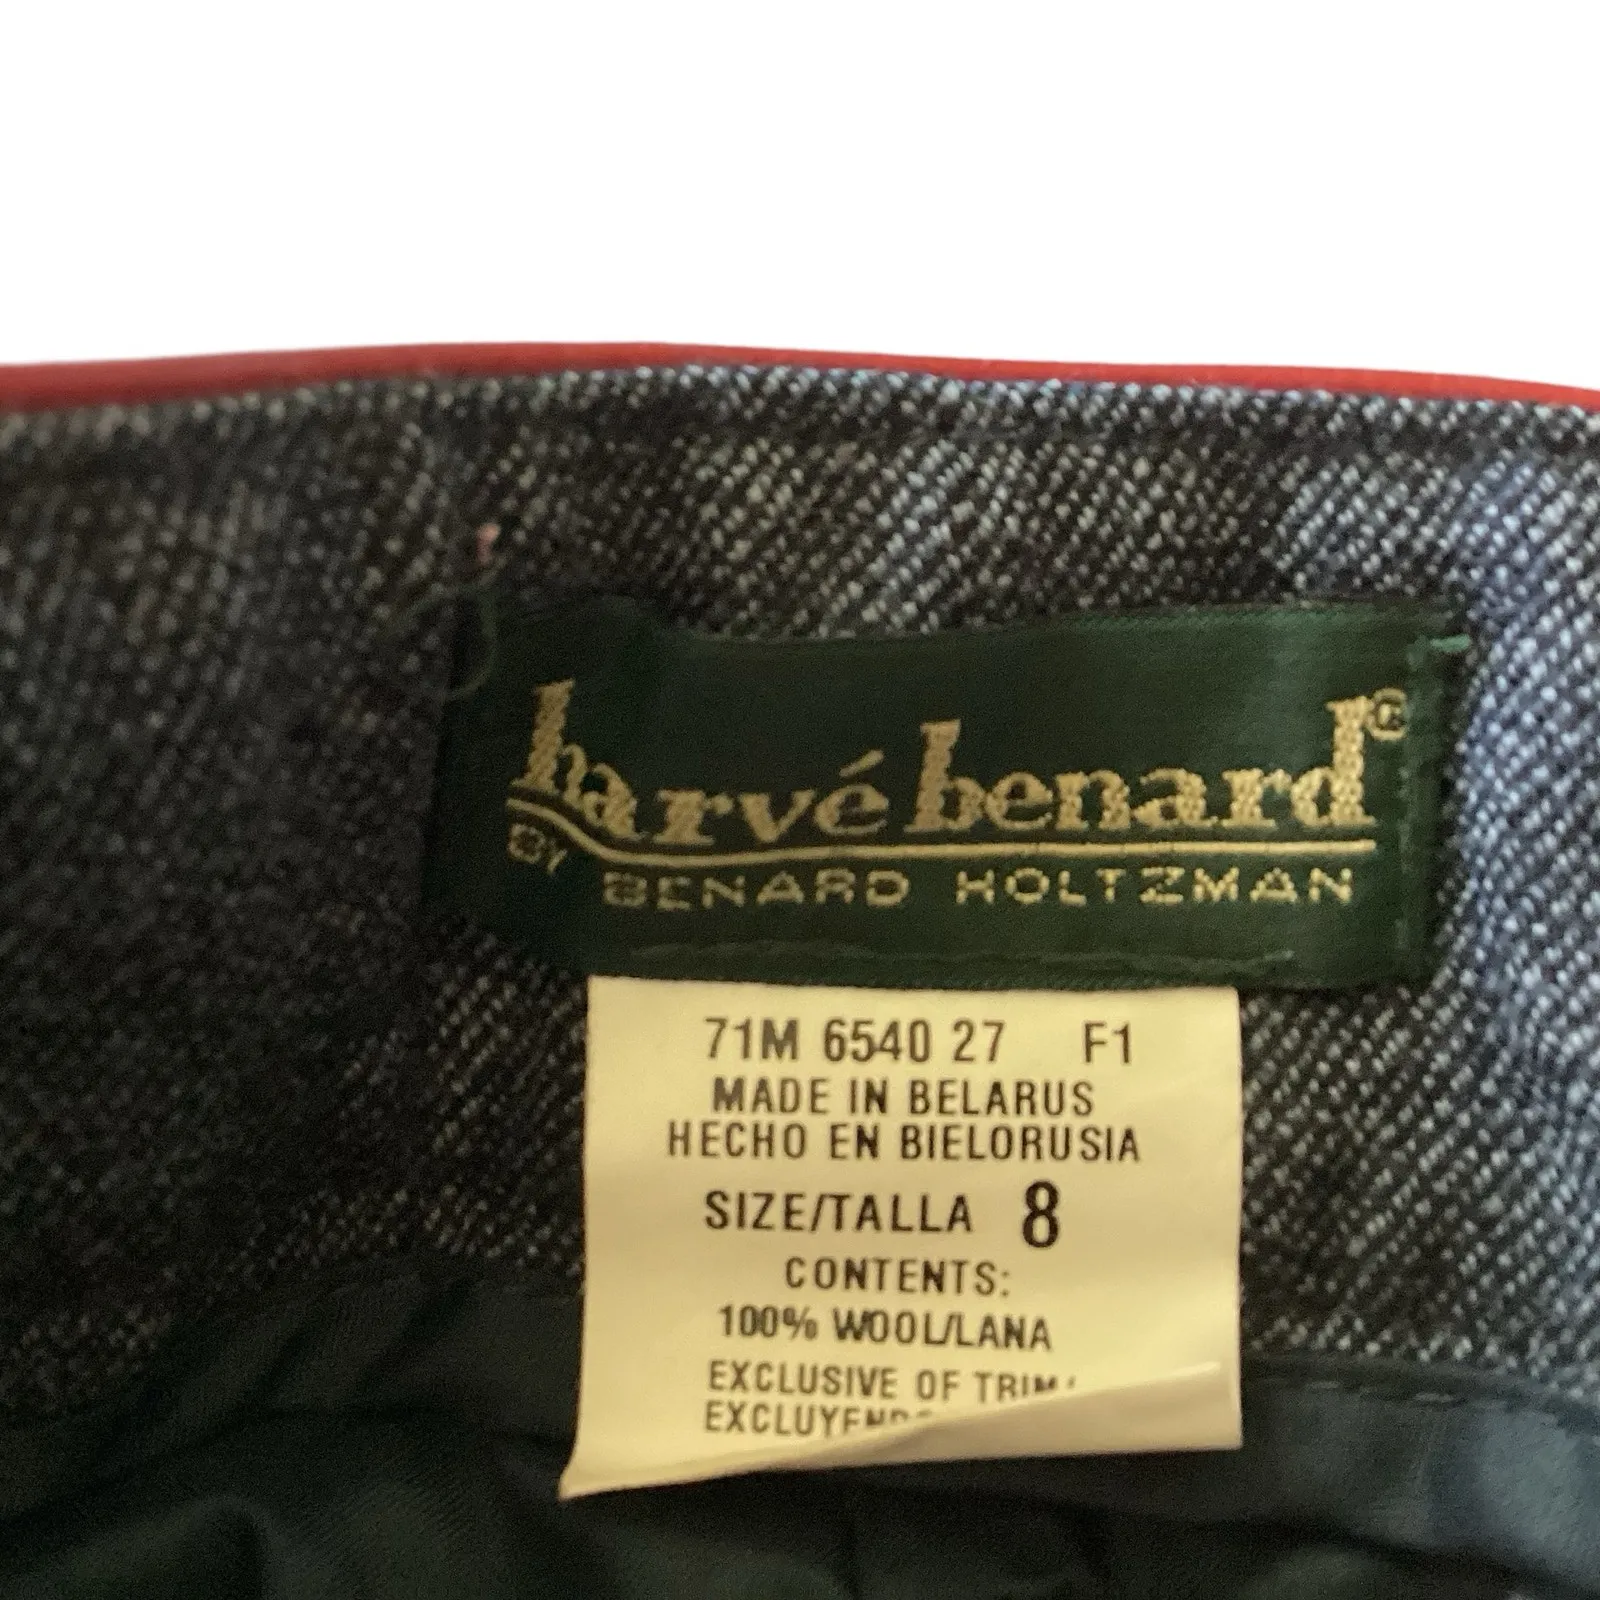 harvé benard®
BY BENARD HOLTZMAN
71M 6540 27 F1
MADE IN BELARUS
HECHO EN BIELORUSIA
SIZE/TALLA 8
CONTENTS:
100% WOOL/LANA
EXCLUSIVE OF TRIM/